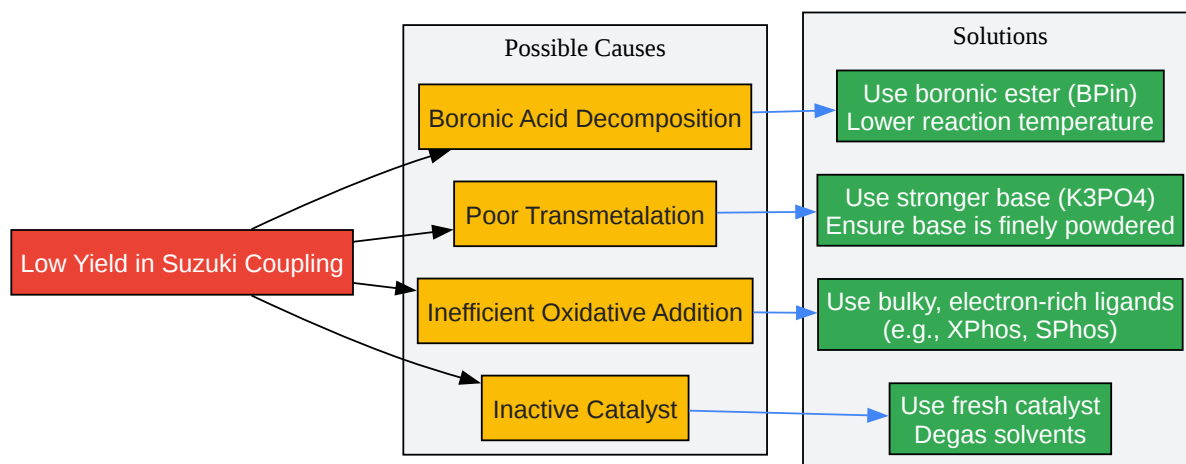 Low Yield in Suzuki Coupling
Possible Causes
Boronic Acid Decomposition
Poor Transmetalation
Inefficient Oxidative Addition
Inactive Catalyst
Solutions
Use boronic ester (BPin)
Lower reaction temperature
Use stronger base (K3PO4)
Ensure base is finely powdered
Use bulky, electron-rich ligands
(e.g., XPhos, SPhos)
Use fresh catalyst
Degas solvents